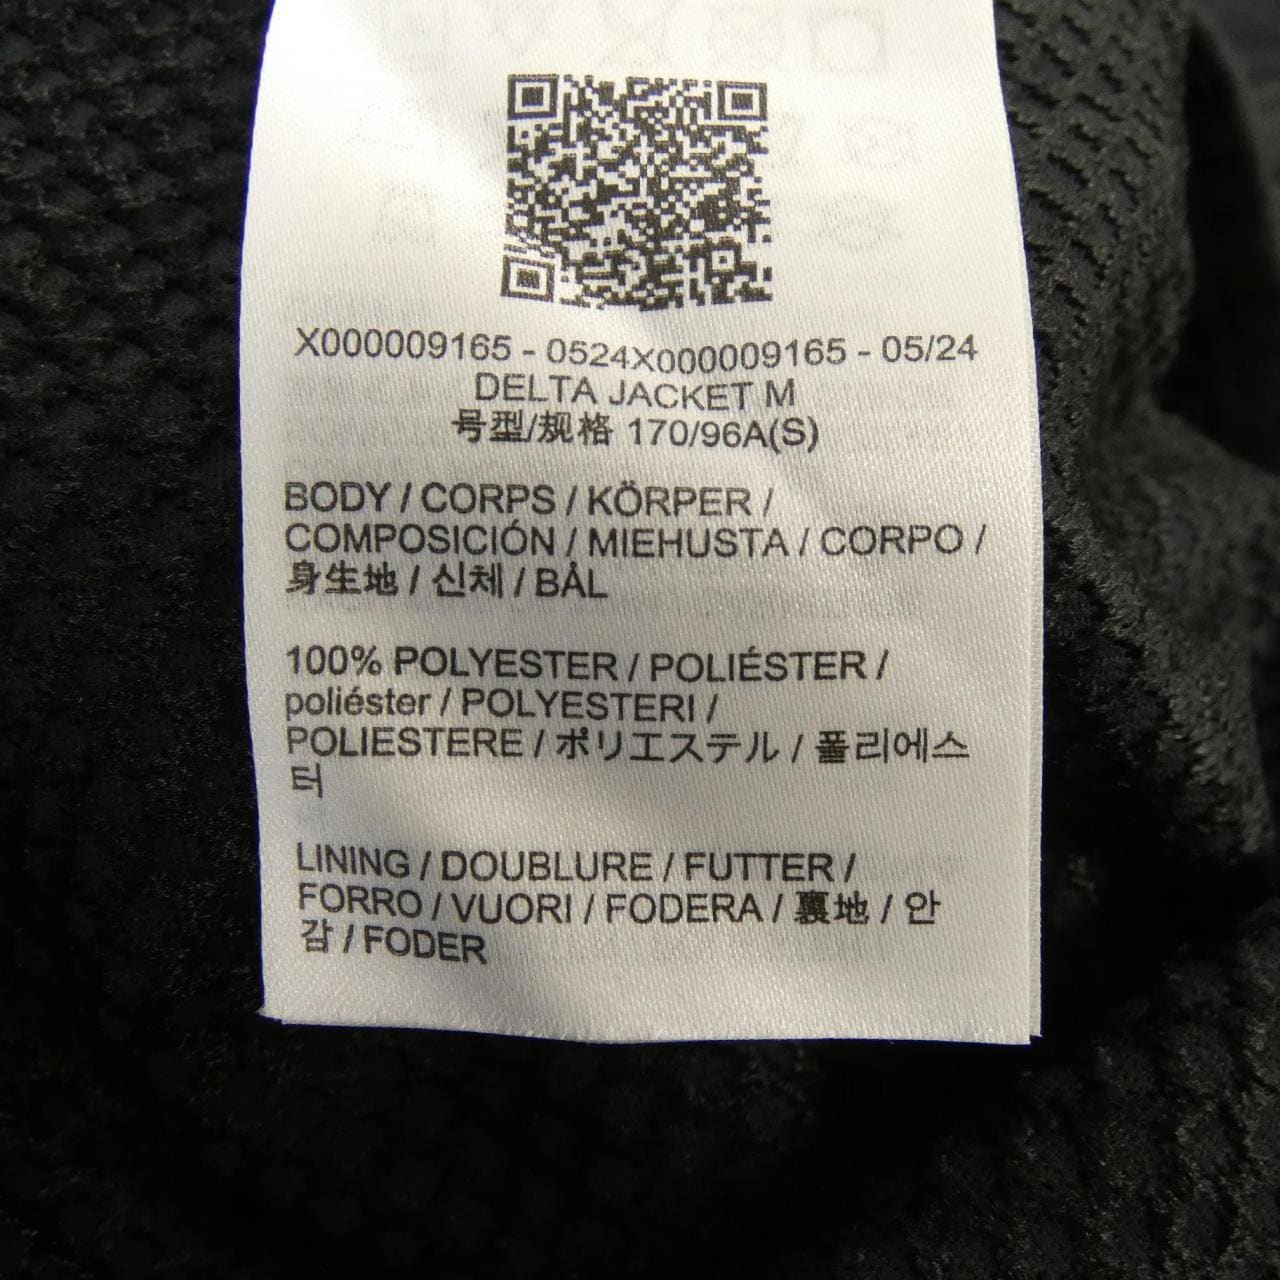 X000009165 - 0524X000009165 - 05/24
DELTA JACKET M
号型/规格 170/96A(S)
BODY / CORPS / KÖRPER /
COMPOSICIÓN / MIEHUSTA / CORPO /
身生地 / 신체 / BÅL
100% POLYESTER / POLIÉSTER /
poliéster / POLYESTERI /
POLIESTERE / ポリエステル / 폴리에스
터
LINING / DOUBLURE / FUTTER /
FORRO / VUORI / FODERA / 裏地 / 안
감 / FODER